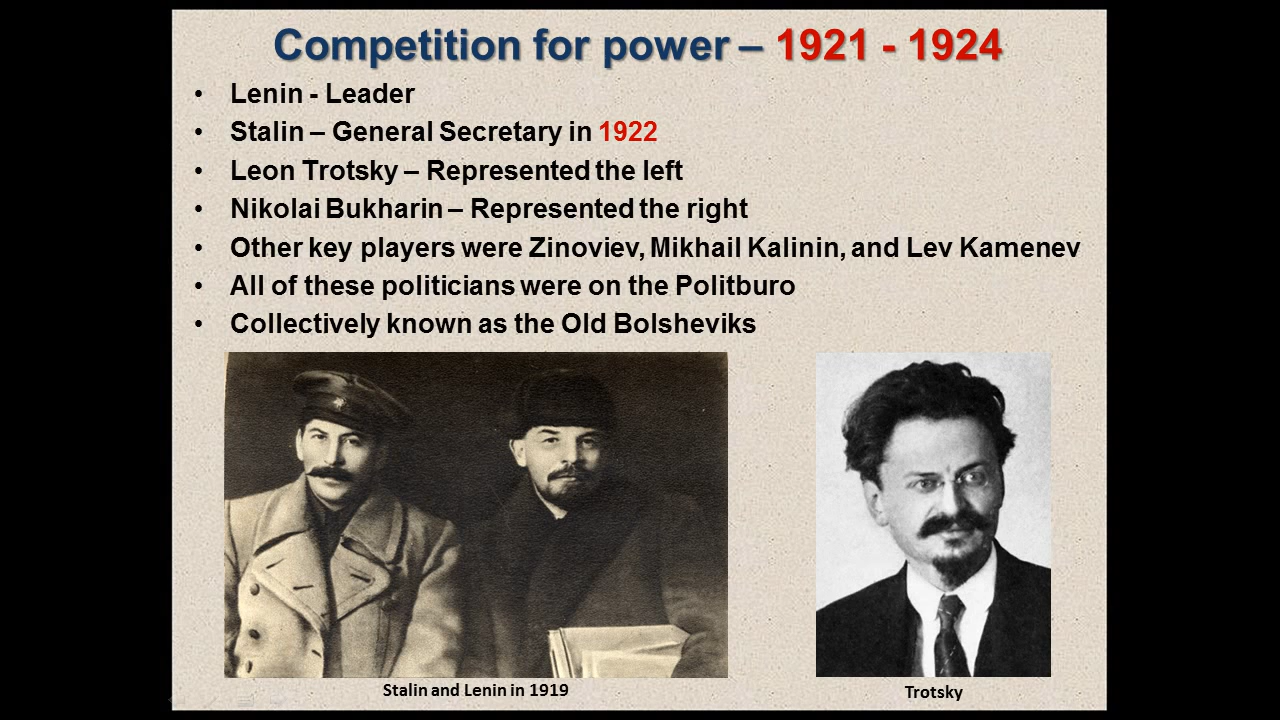 Competition for power – 1921 - 1924
• Lenin - Leader
• Stalin – General Secretary in 1922
• Leon Trotsky – Represented the left
• Nikolai Bukharin – Represented the right
• Other key players were Zinoviev, Mikhail Kalinin, and Lev Kamenev
• All of these politicians were on the Politburo
• Collectively known as the Old Bolsheviks
Stalin and Lenin in 1919
Trotsky